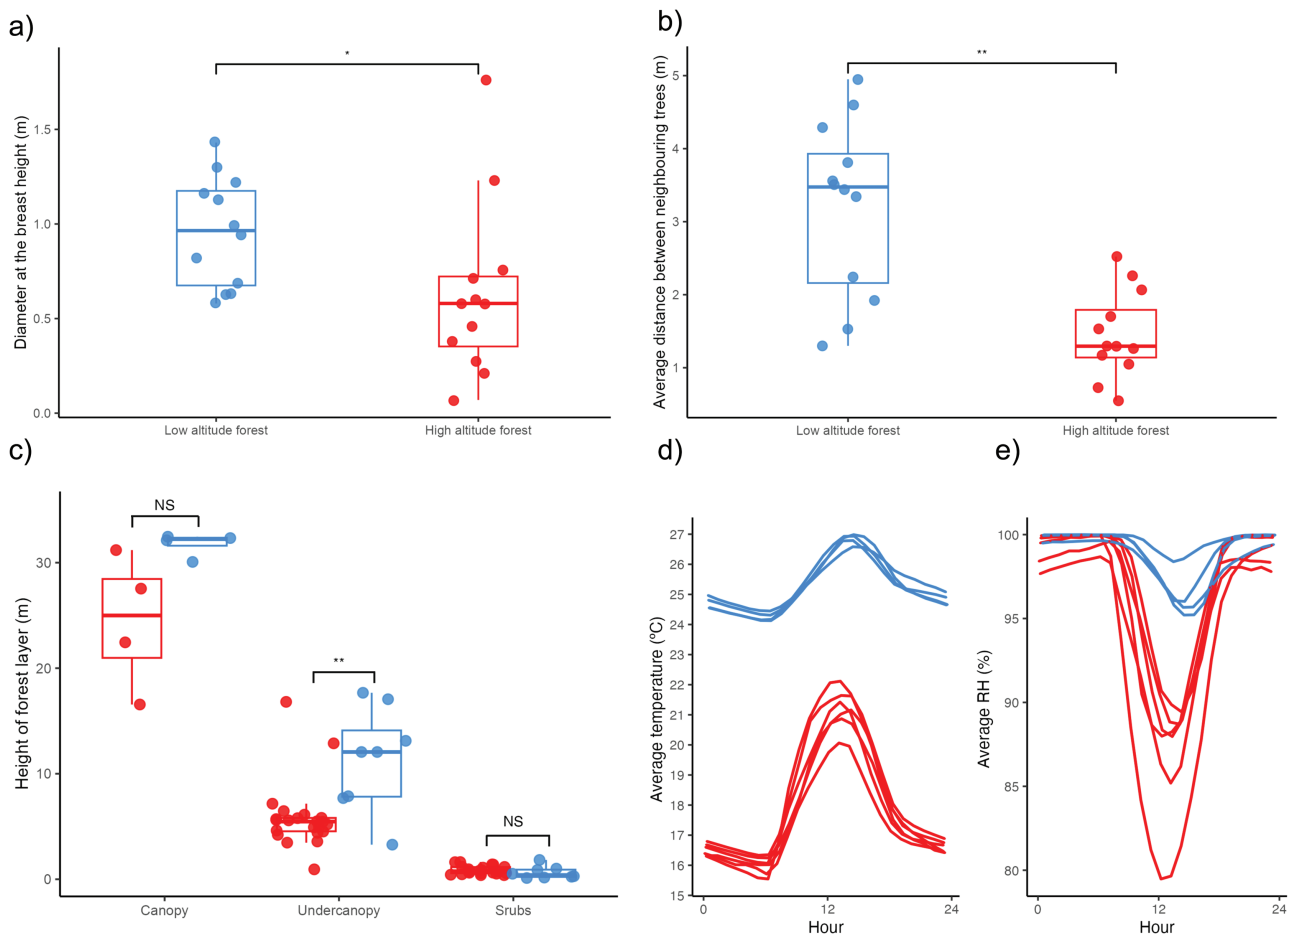 a)
*
Diameter at the breast height (m)
1.5
1.0
0.5
0.0
Low altitude forest
High altitude forest
b)
**
Average distance between neighbouring trees (m)
5
4
3
2
1
Low altitude forest
High altitude forest
c)
NS
**
NS
Height of forest layer (m)
30
20
10
0
Canopy
Undercanopy
Srubs
d)
Average temperature (ºC)
27
26
25
24
23
22
21
20
19
18
17
16
15
0
12
24
Hour
e)
Average RH (%)
100
95
90
85
80
0
12
24
Hour